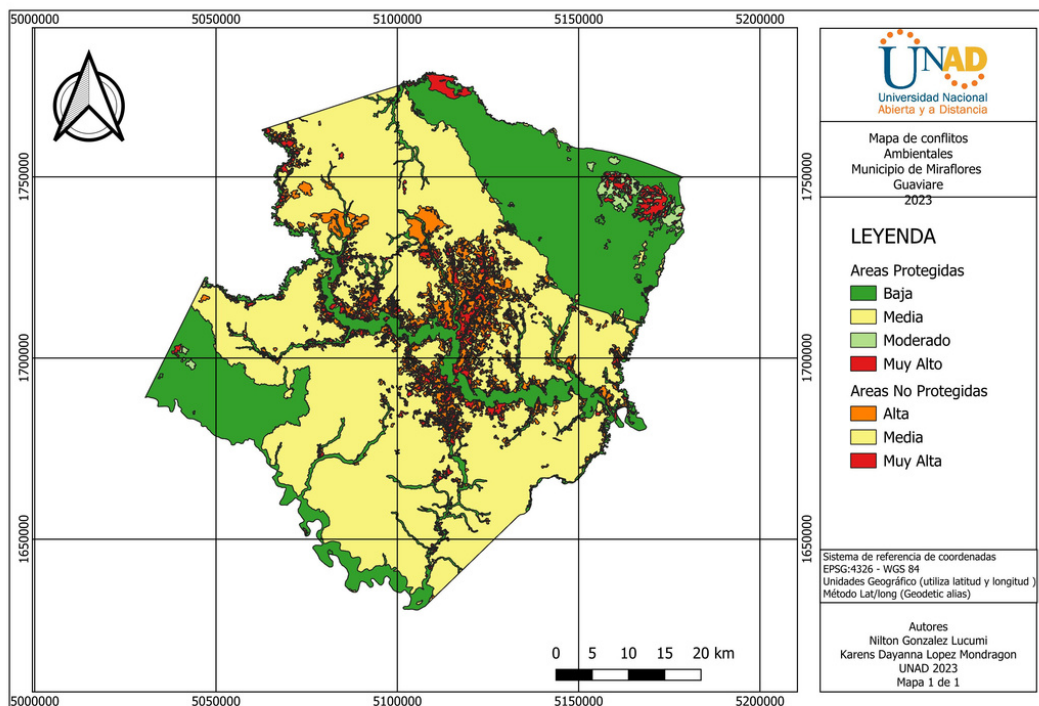 5000000 5050000 5100000 5150000 5200000
1750000 1750000
1700000 1700000
1650000 1650000
0 5 10 15 20 km
5000000 5050000 5100000 5150000 5200000
UNAD
Universidad Nacional
Abierta y a Distancia
Mapa de conflitos
Ambientales
Municipio de Miraflores
Guaviare
2023
LEYENDA
Areas Protegidas
Baja
Media
Moderado
Muy Alto
Areas No Protegidas
Alta
Media
Muy Alta
Sistema de referencia de coordenadas
EPSG:4326 - WGS 84
Unidades Geográfico (utiliza latitud y longitud )
Método Lat/long (Geodetic alias)
Autores
Nilton Gonzalez Lucumi
Karens Dayanna Lopez Mondragon
UNAD 2023
Mapa 1 de 1